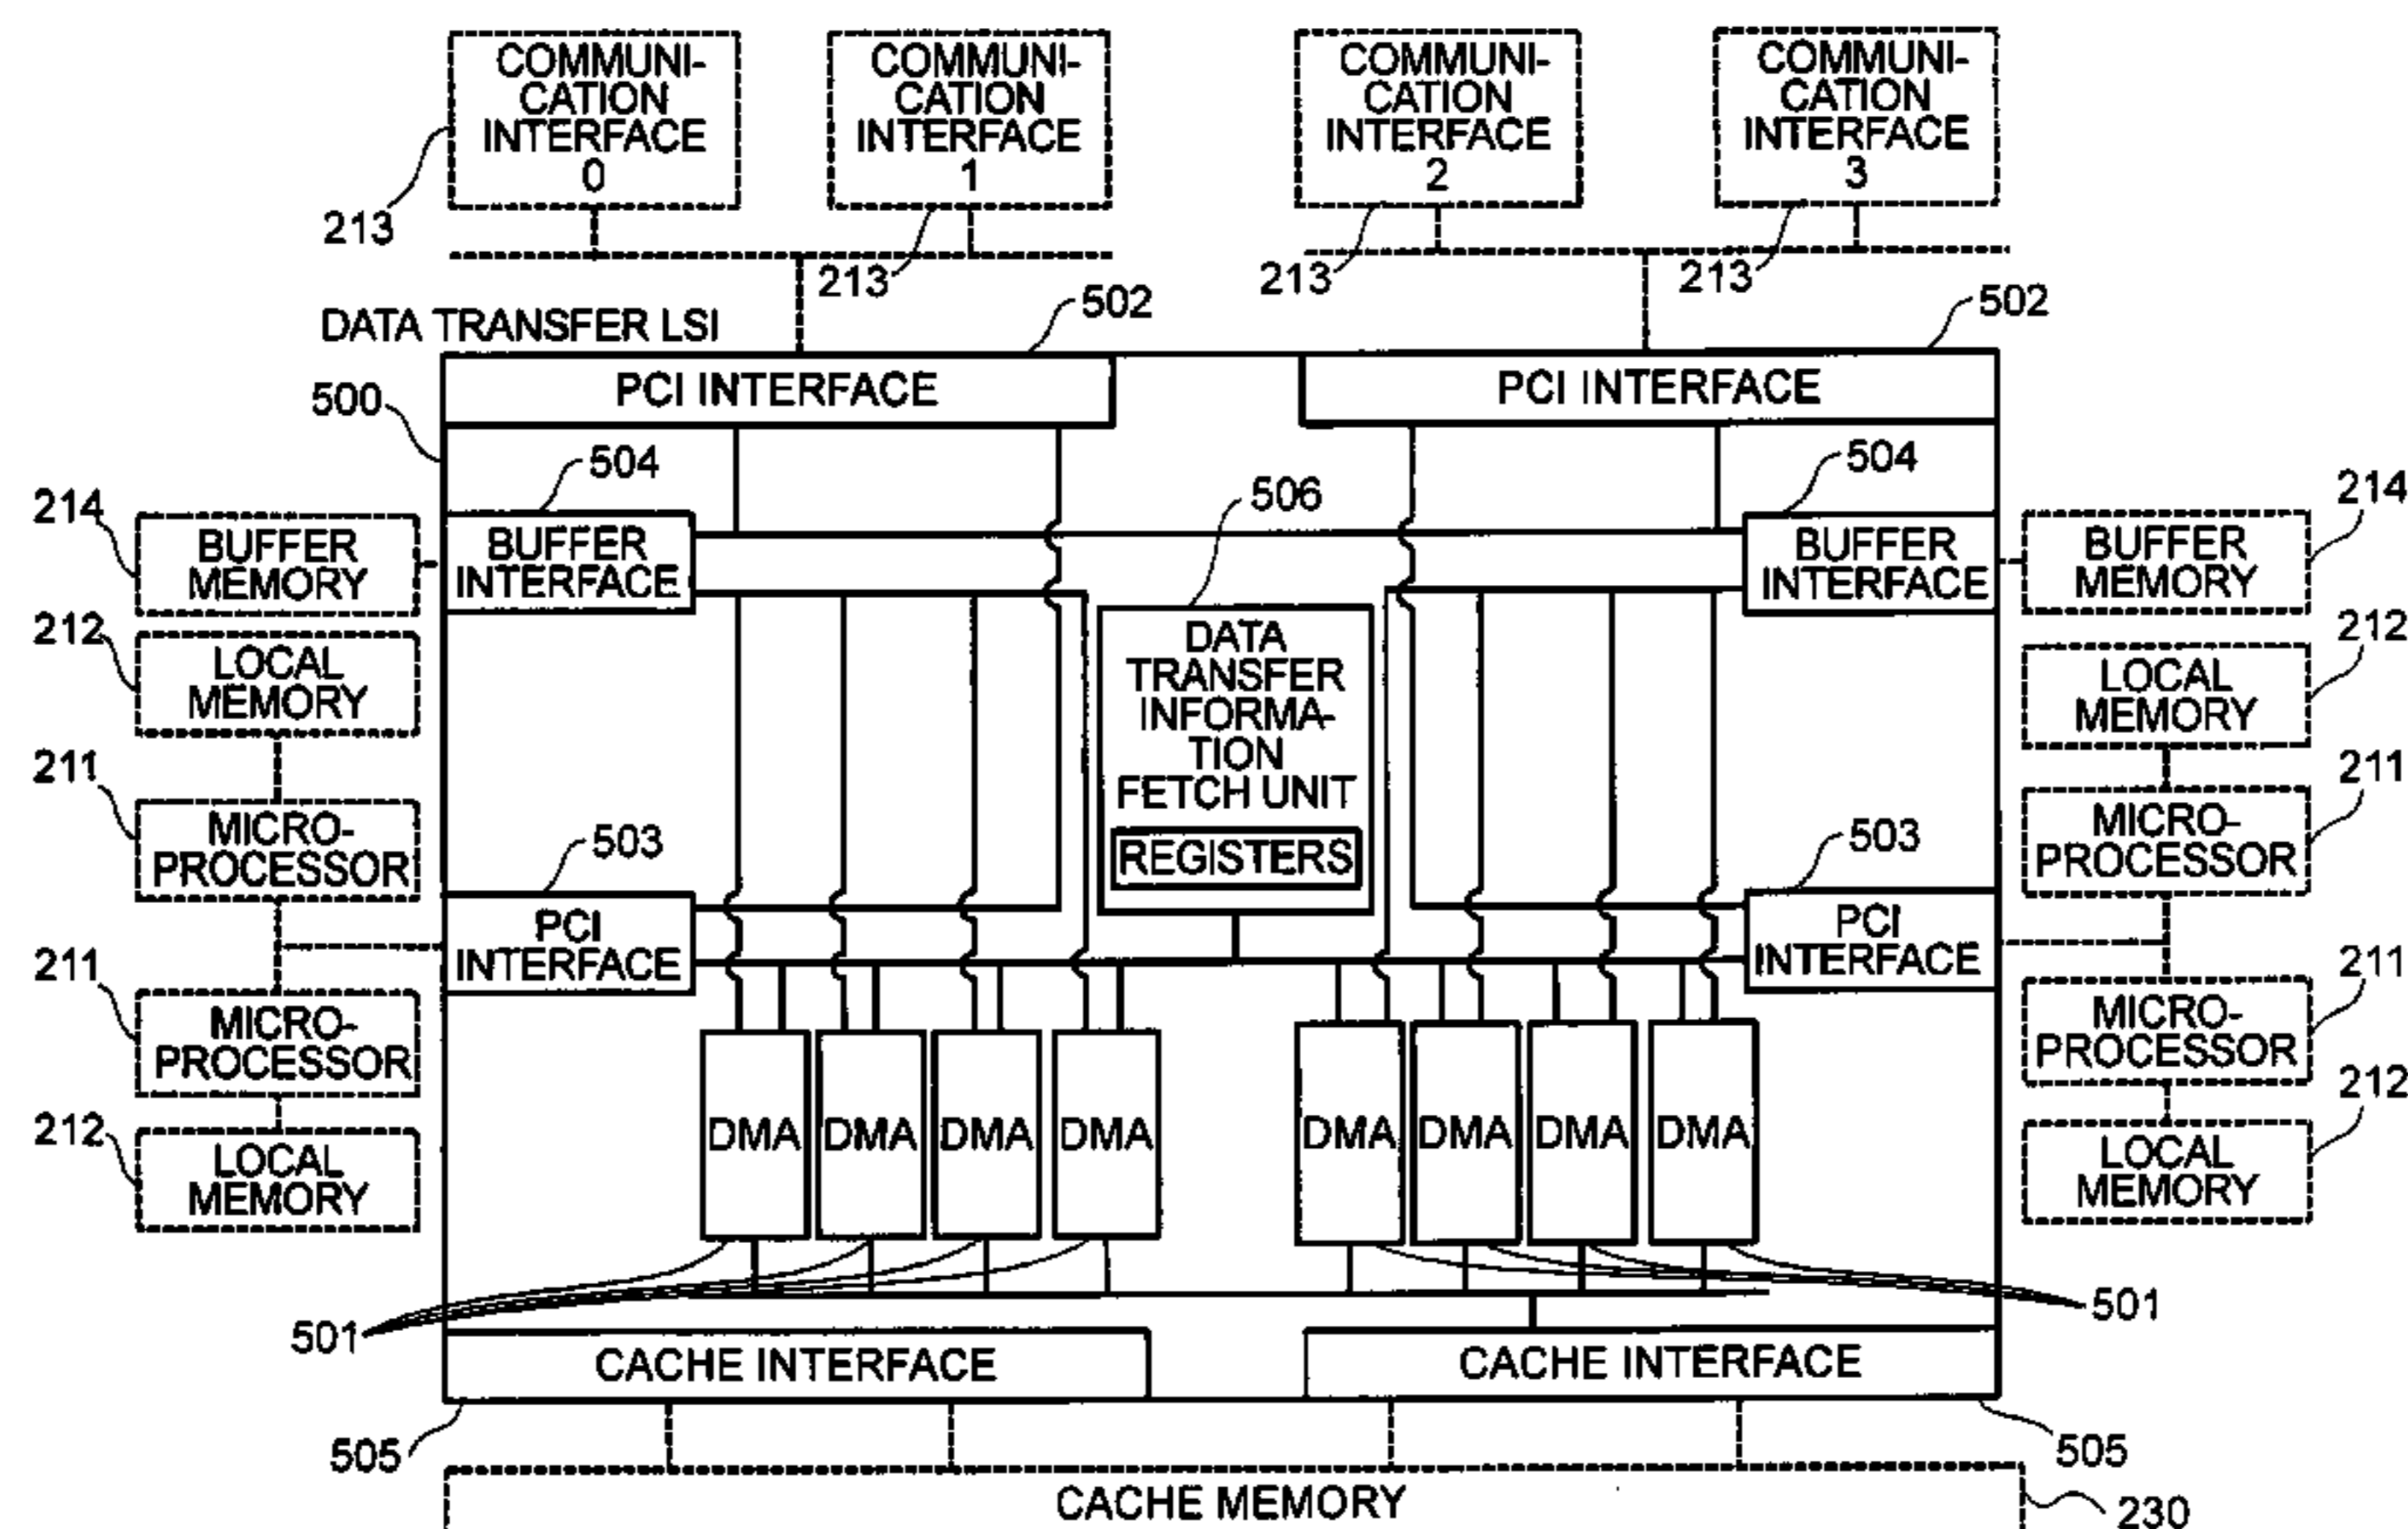 COMMUNI-
CATION
INTERFACE
0
COMMUNI-
CATION
INTERFACE
1
COMMUNI-
CATION
INTERFACE
2
COMMUNI-
CATION
INTERFACE
3
213
213
213
213
DATA TRANSFER LSI
502
502
500
PCI INTERFACE
PCI INTERFACE
504
504
506
214
BUFFER
MEMORY
BUFFER
INTERFACE
BUFFER
INTERFACE
BUFFER
MEMORY
214
212
LOCAL
MEMORY
DATA
TRANSFER
INFORMA-
TION
FETCH UNIT
REGISTERS
LOCAL
MEMORY
212
211
MICRO-
PROCESSOR
503
503
MICRO-
PROCESSOR
211
PCI
INTERFACE
PCI
INTERFACE
211
MICRO-
PROCESSOR
MICRO-
PROCESSOR
211
212
LOCAL
MEMORY
DMA
DMA
DMA
DMA
DMA
DMA
DMA
DMA
LOCAL
MEMORY
212
501
501
CACHE INTERFACE
CACHE INTERFACE
505
505
CACHE MEMORY
230